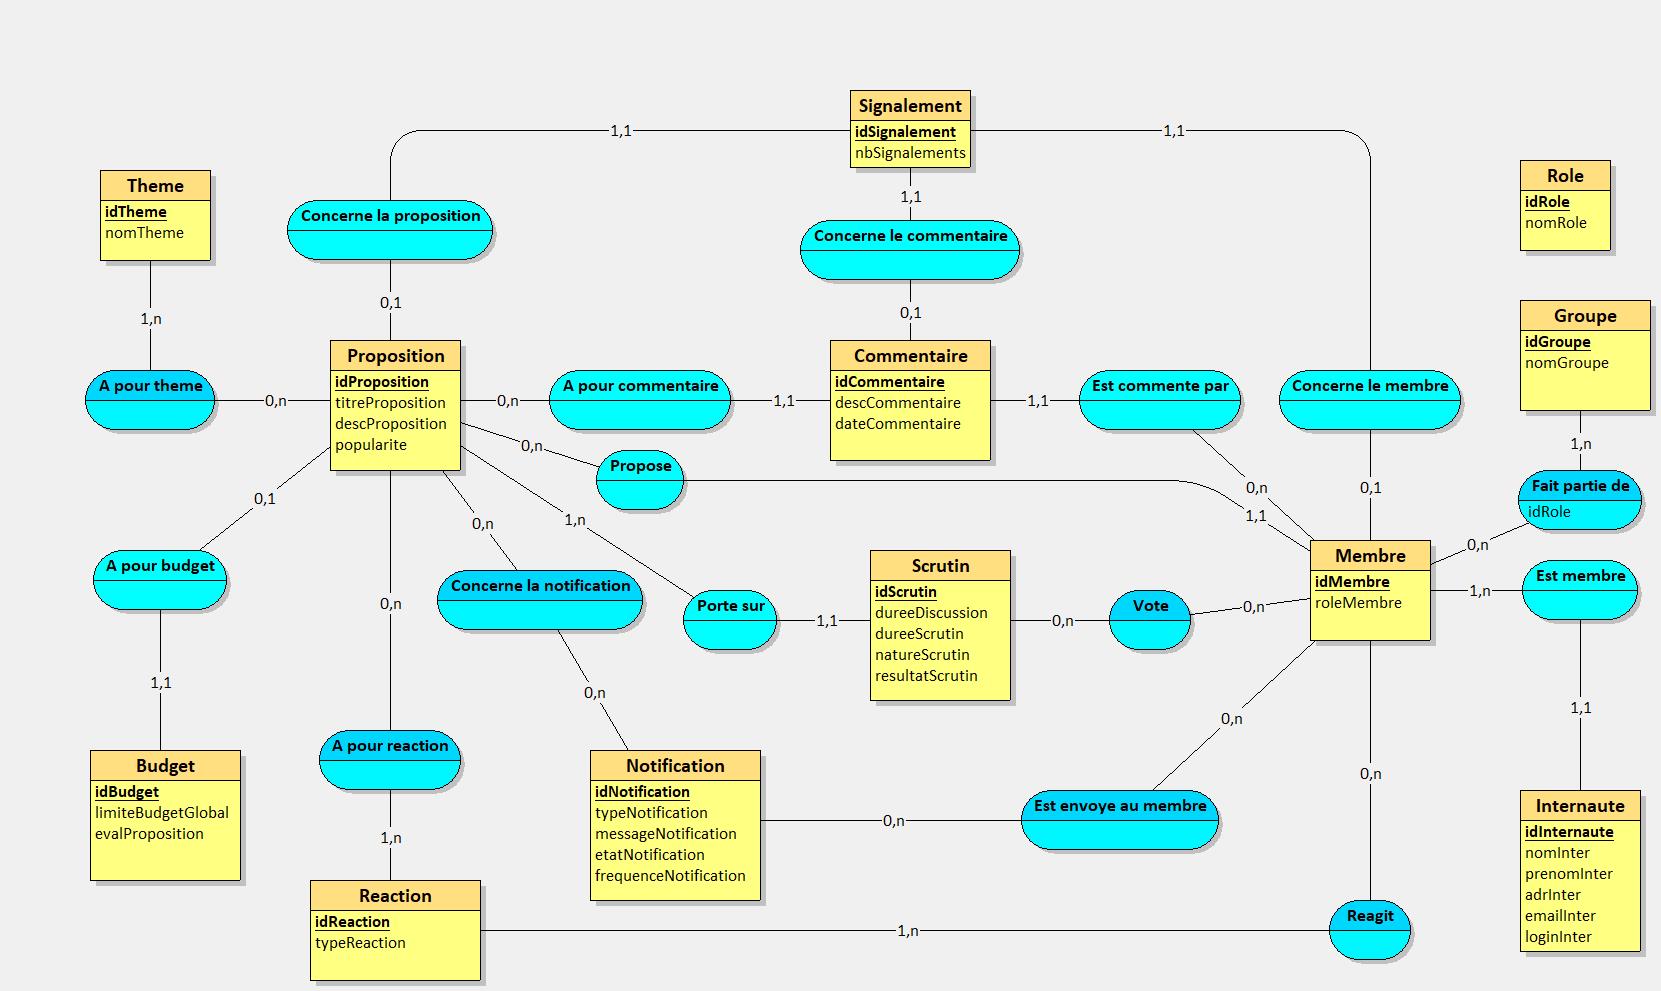 Signalement
idSignalement
nbSignalements
1,1
1,1
1,1
Theme
idTheme
nomTheme
Role
idRole
nomRole
Concerne la proposition
Concerne le commentaire
0,1
0,1
1,n
Groupe
idGroupe
nomGroupe
Proposition
idProposition
titreProposition
descProposition
popularite
Commentaire
idCommentaire
descCommentaire
dateCommentaire
A pour theme
0,n
0,n
A pour commentaire
1,1
1,1
Est commente par
Concerne le membre
0,n
Propose
1,n
0,n
0,1
Fait partie de
idRole
0,1
0,n
1,n
1,1
0,n
A pour budget
Concerne la notification
Porte sur
1,1
Scrutin
idScrutin
dureeDiscussion
dureeScrutin
natureScrutin
resultatScrutin
0,n
Vote
0,n
Membre
idMembre
roleMembre
1,n
Est membre
0,n
1,1
0,n
0,n
1,1
A pour reaction
0,n
Budget
idBudget
limiteBudgetGlobal
evalProposition
Notification
idNotification
typeNotification
messageNotification
etatNotification
frequenceNotification
0,n
Est envoye au membre
Internaute
idInternaute
nomInter
prenomInter
adrInter
emailInter
loginInter
1,n
Reaction
idReaction
typeReaction
1,n
Reagit